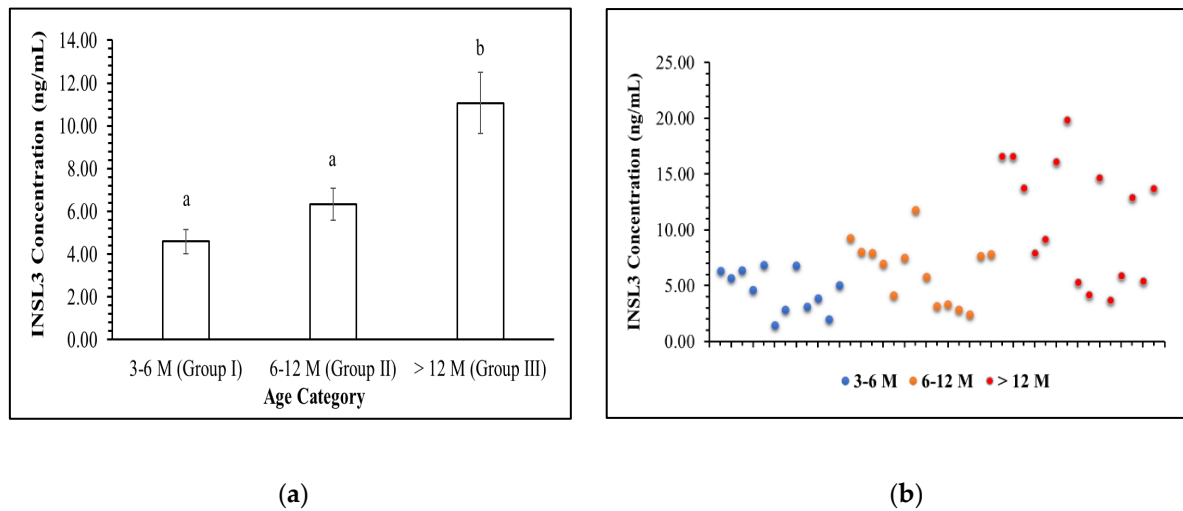 INSL3 Concentration (ng/mL)
14.00
12.00
10.00
8.00
6.00
4.00
2.00
0.00
a
a
b
3-6 M (Group I) 6-12 M (Group II) > 12 M (Group III)
Age Category
(a)
INSL3 Concentration (ng/mL)
25.00
20.00
15.00
10.00
5.00
0.00
3-6 M 6-12 M > 12 M
(b)